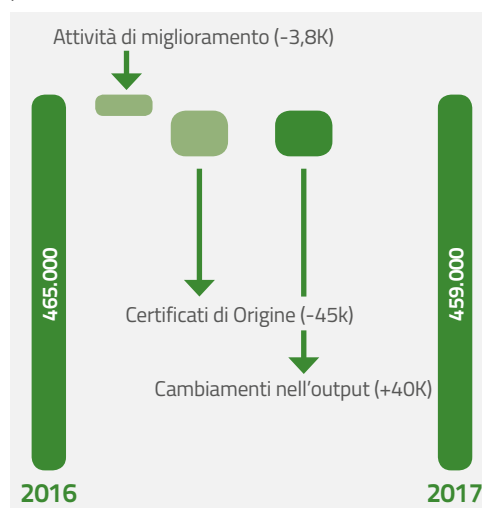 Attività di miglioramento (-3,8K)
465.000
459.000
Certificati di Origine (-45k)
Cambiamenti nell'output (+40K)
2016
2017